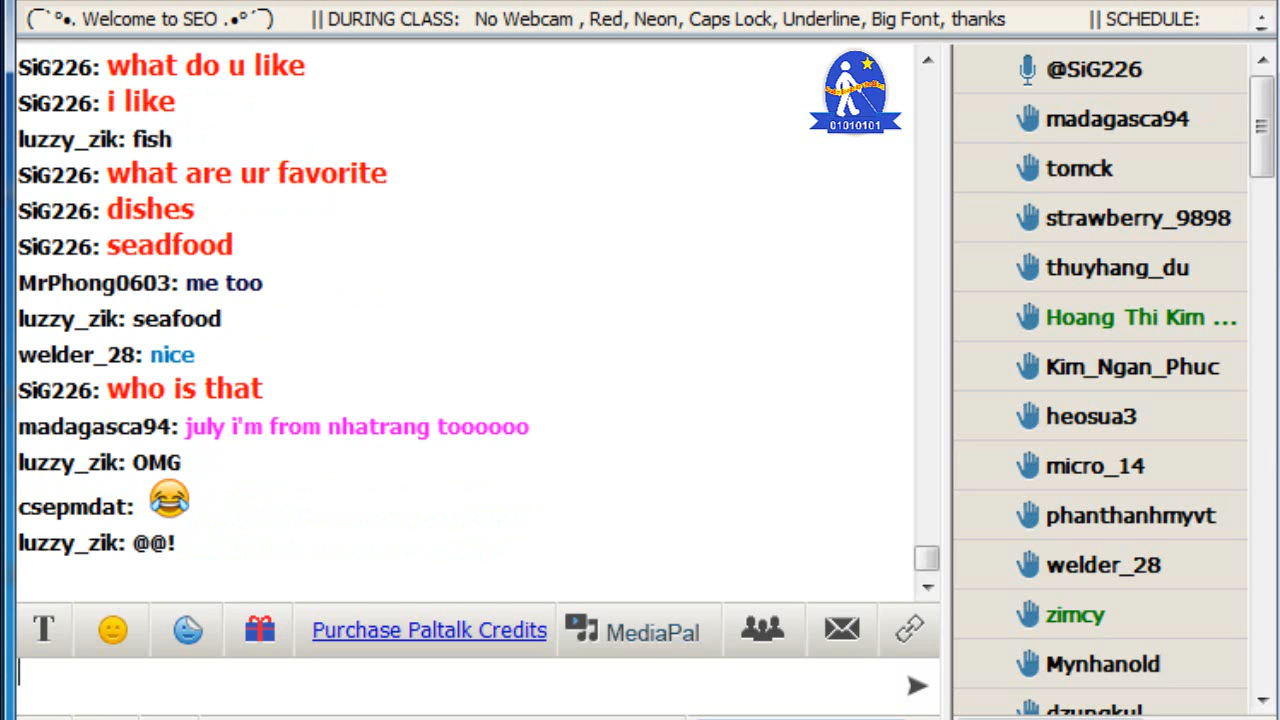 (¯`°•. Welcome to SEO .•°´¯) || DURING CLASS: No Webcam , Red, Neon, Caps Lock, Underline, Big Font, thanks || SCHEDULE:
SiG226: what do u like
SiG226: i like
luzzy_zik: fish
SiG226: what are ur favorite
SiG226: dishes
SiG226: seadfood
MrPhong0603: me too
luzzy_zik: seafood
welder_28: nice
SiG226: who is that
madagasca94: july i'm from nhatrang toooooo
luzzy_zik: OMG
csepmdat: 😂
luzzy_zik: @@!
01010101
@SiG226
madagasca94
tomck
strawberry_9898
thuyhang_du
Hoang Thi Kim ...
Kim_Ngan_Phuc
heosua3
micro_14
phanthanhmyvt
welder_28
zimcy
Mynhanold
dzungkul
T
Purchase Paltalk Credits
MediaPal